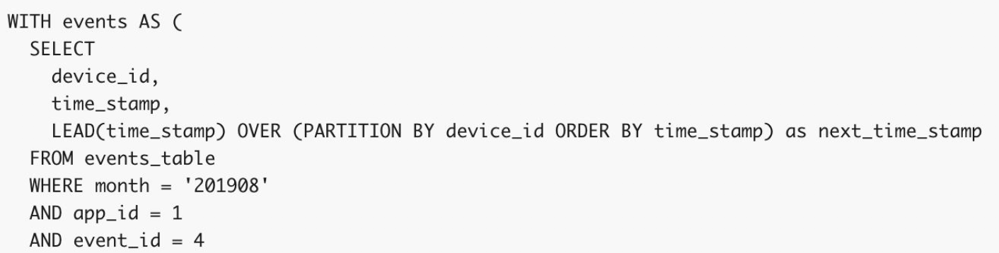 WITH events AS (
  SELECT
    device_id,
    time_stamp,
    LEAD(time_stamp) OVER (PARTITION BY device_id ORDER BY time_stamp) as next_time_stamp
  FROM events_table
  WHERE month = '201908'
  AND app_id = 1
  AND event_id = 4